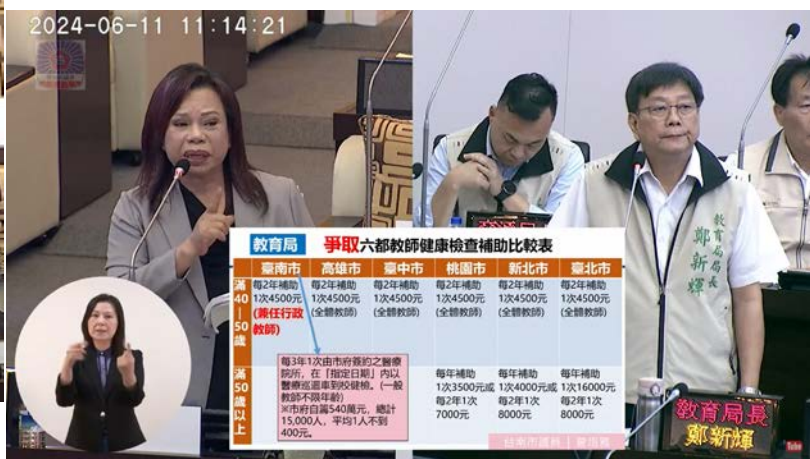 2024-06-11 11:14:21
教育局 爭取六都教師健康檢查補助比較表
臺南市 高雄市 臺中市 桃園市 新北市 臺北市
滿40—50歲
每2年補助
1次4500元
(兼任行政
教師)
每2年補助
1次4500元
(全體教師)
每2年補助
1次4500元
(全體教師)
每2年補助
1次4500元
(全體教師)
每2年補助
1次4500元
(全體教師)
每2年補助
1次4500元
(全體教師)
滿50歲以上
每3年1次由市府簽約之醫療
院所，在「指定日期」內以
醫療巡迴車到校健檢。(一般
教師不限年齡)
※市府自籌540萬元，總計
15,000人，平均1人不到
400元。
每年補助
1次3500元或
每2年1次
7000元
每年補助
1次4000元或
每2年1次
8000元
每年補助
1次16000元
每2年1次
8000元
台南市議員
教育局局長
鄭新輝
教育局長
鄭新輝
Tube